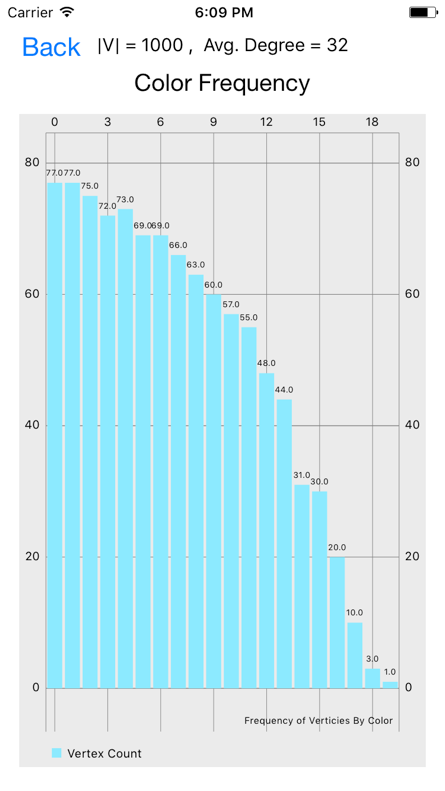 Carrier 6:09 PM
Back |V| = 1000 , Avg. Degree = 32
Color Frequency
0 3 6 9 12 15 18
80 80
77.0 77.0 75.0 72.0 73.0 69.0 69.0 66.0 63.0 60.0 57.0 55.0 48.0 44.0 31.0 30.0 20.0 10.0 3.0 1.0
60 60
40 40
20 20
0 0
Frequency of Verticies By Color
Vertex Count